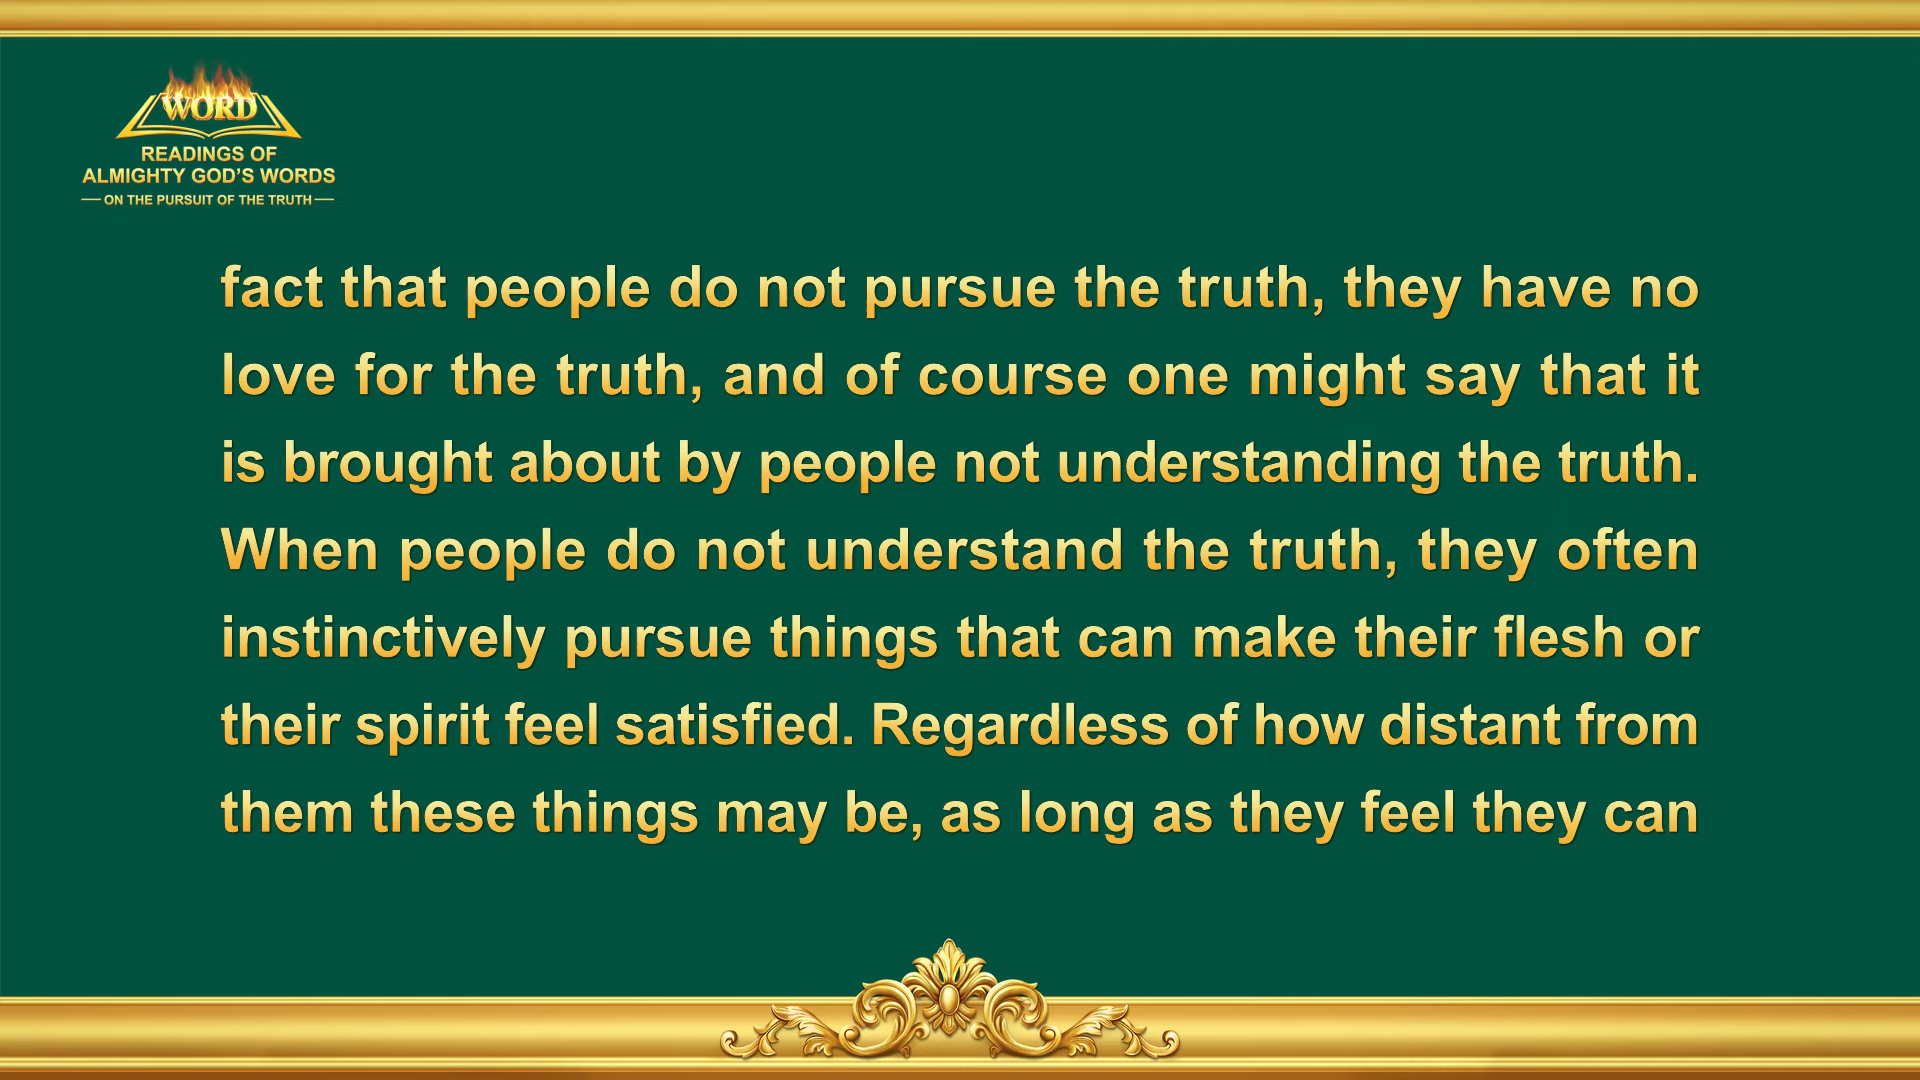 WORD
READINGS OF
ALMIGHTY GOD'S WORDS
ON THE PURSUIT OF THE TRUTH
fact that people do not pursue the truth, they have no
love for the truth, and of course one might say that it
is brought about by people not understanding the truth.
When people do not understand the truth, they often
instinctively pursue things that can make their flesh or
their spirit feel satisfied. Regardless of how distant from
them these things may be, as long as they feel they can